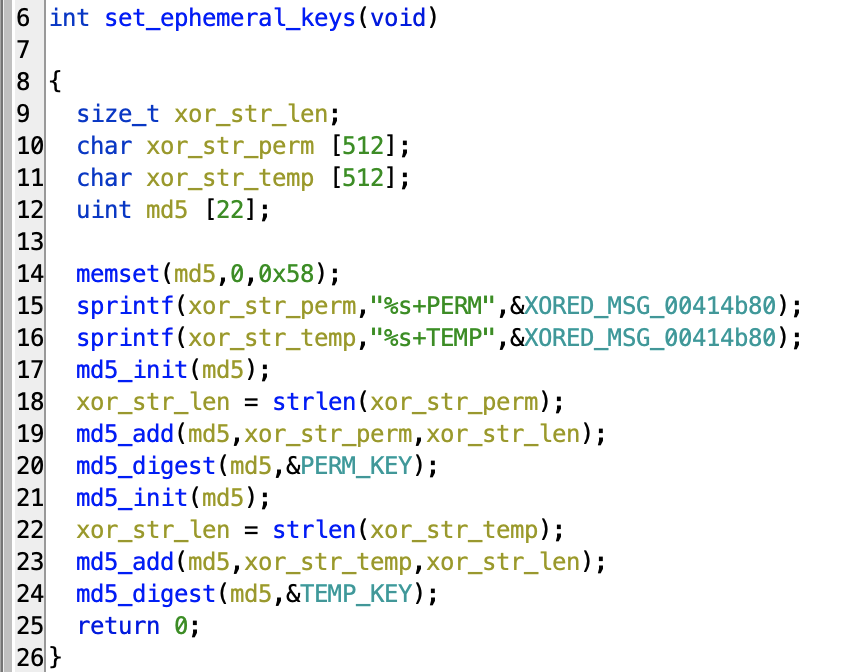 6 int set_ephemeral_keys(void)
7
8 {
9   size_t xor_str_len;
10   char xor_str_perm [512];
11   char xor_str_temp [512];
12   uint md5 [22];
13
14   memset(md5,0,0x58);
15   sprintf(xor_str_perm,"%s+PERM",&XORED_MSG_00414b80);
16   sprintf(xor_str_temp,"%s+TEMP",&XORED_MSG_00414b80);
17   md5_init(md5);
18   xor_str_len = strlen(xor_str_perm);
19   md5_add(md5,xor_str_perm,xor_str_len);
20   md5_digest(md5,&PERM_KEY);
21   md5_init(md5);
22   xor_str_len = strlen(xor_str_temp);
23   md5_add(md5,xor_str_temp,xor_str_len);
24   md5_digest(md5,&TEMP_KEY);
25   return 0;
26 }